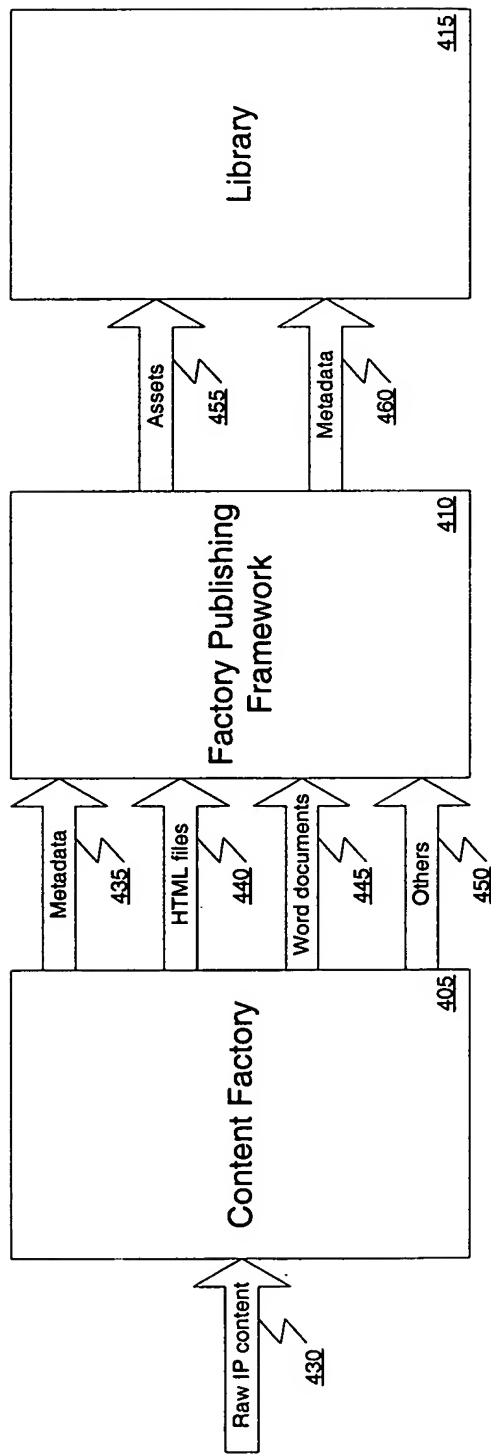 Raw IP content
430
Content Factory
405
Metadata
435
HTML files
440
Word documents
445
Others
450
Factory Publishing
Framework
410
Assets
455
Metadata
460
Library
415